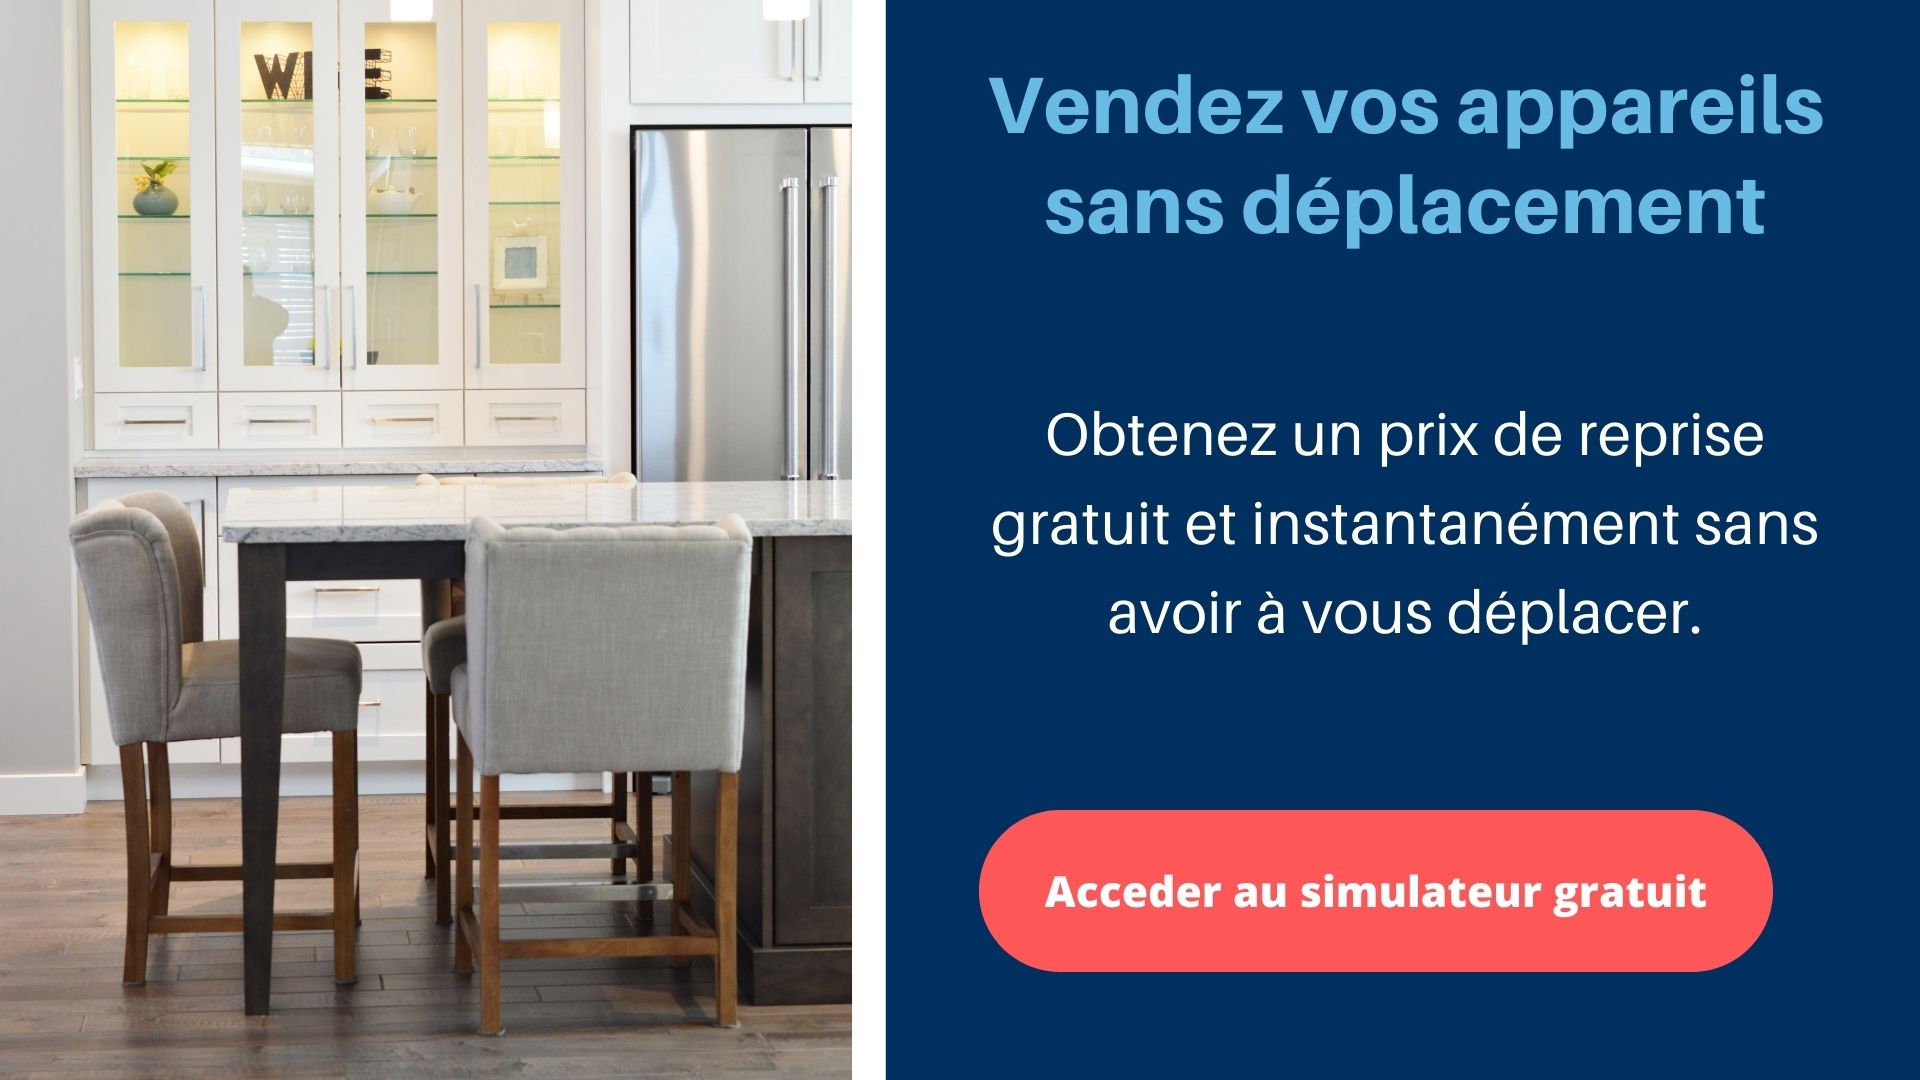 Vendez vos appareils
sans déplacement
Obtenez un prix de reprise
gratuit et instantanément sans
avoir à vous déplacer.
Acceder au simulateur gratuit